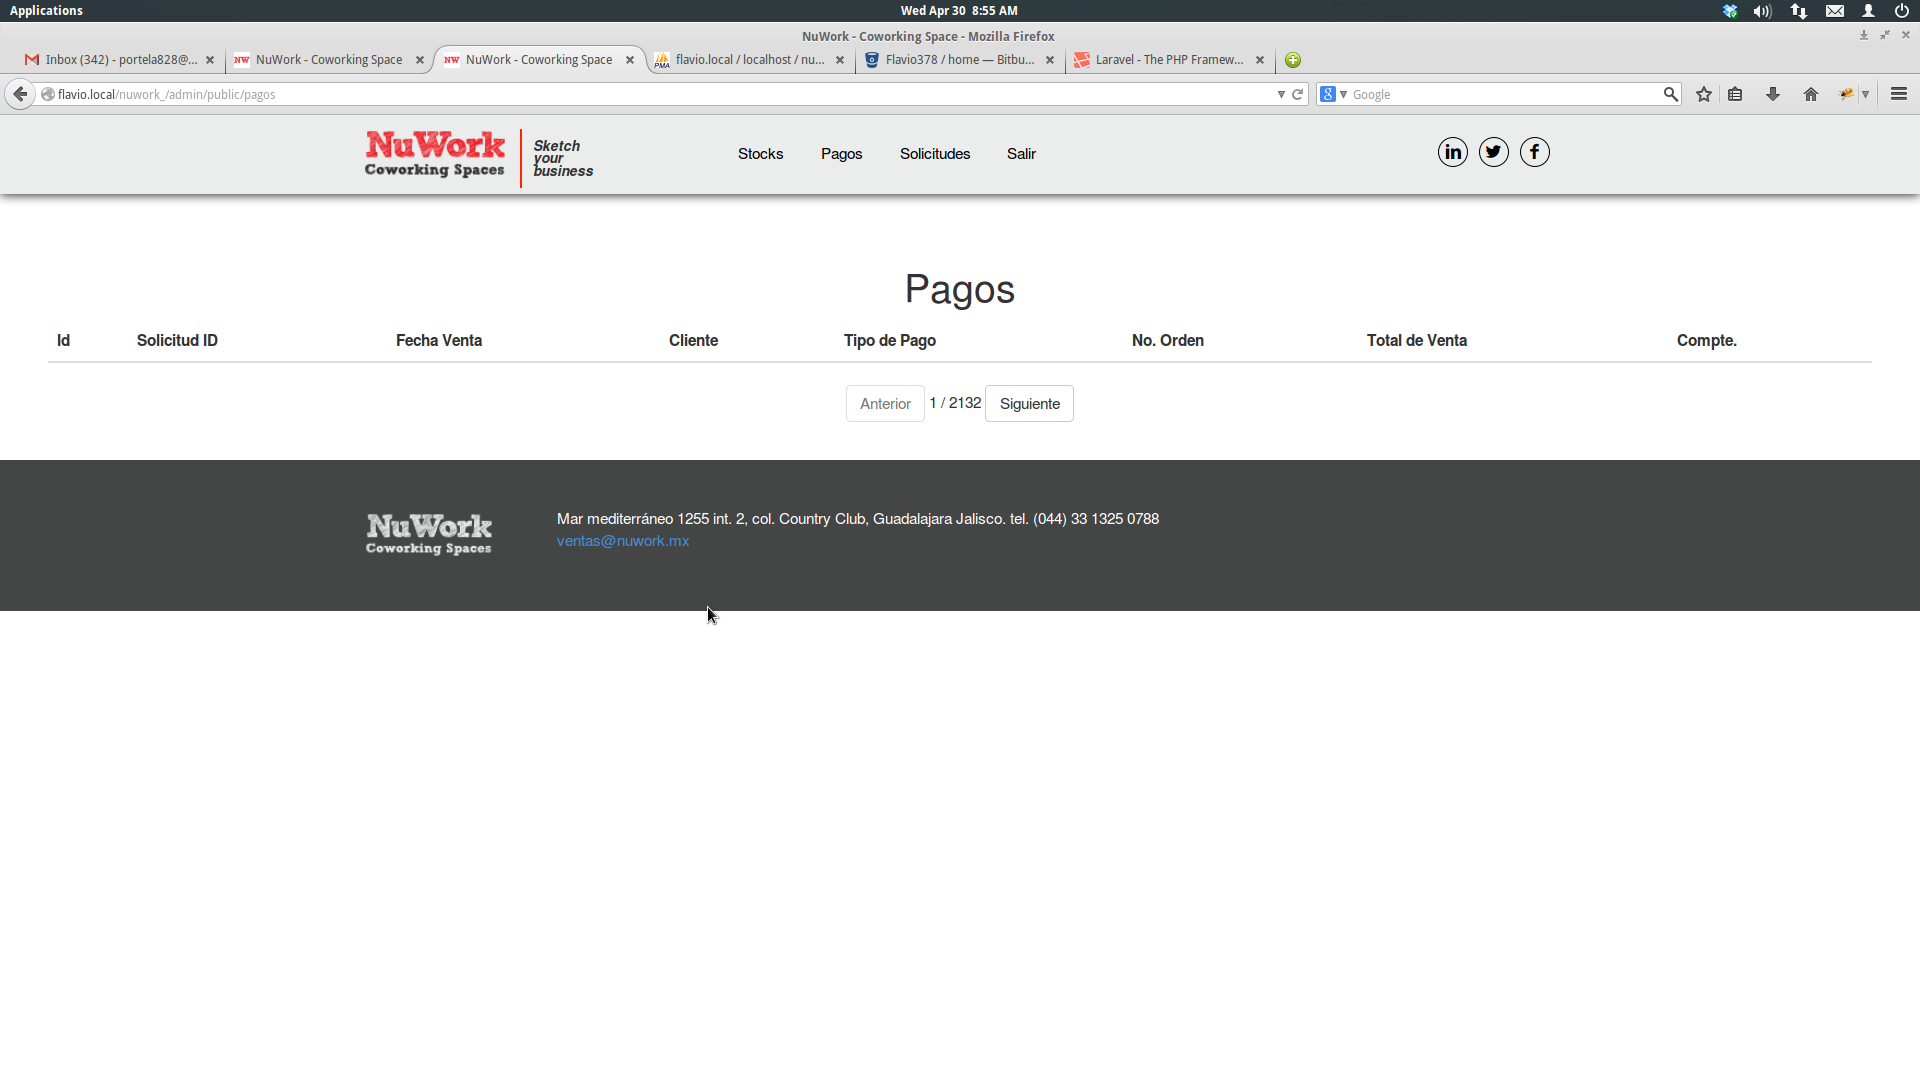 Applications
Wed Apr 30 8:55 AM
NuWork - Coworking Space - Mozilla Firefox
Inbox (342) - portela828@...
NuWork - Coworking Space
NuWork - Coworking Space
flavio.local / localhost / nu...
Flavio378 / home — Bitbu...
Laravel - The PHP Framew...
flavio.local/nuwork_/admin/public/pagos
Google
NuWork
Coworking Spaces
Sketch
your
business
Stocks
Pagos
Solicitudes
Salir
Pagos
Id
Solicitud ID
Fecha Venta
Cliente
Tipo de Pago
No. Orden
Total de Venta
Compte.
Anterior
1 / 2132
Siguiente
NuWork
Coworking Spaces
Mar mediterráneo 1255 int. 2, col. Country Club, Guadalajara Jalisco. tel. (044) 33 1325 0788
ventas@nuwork.mx